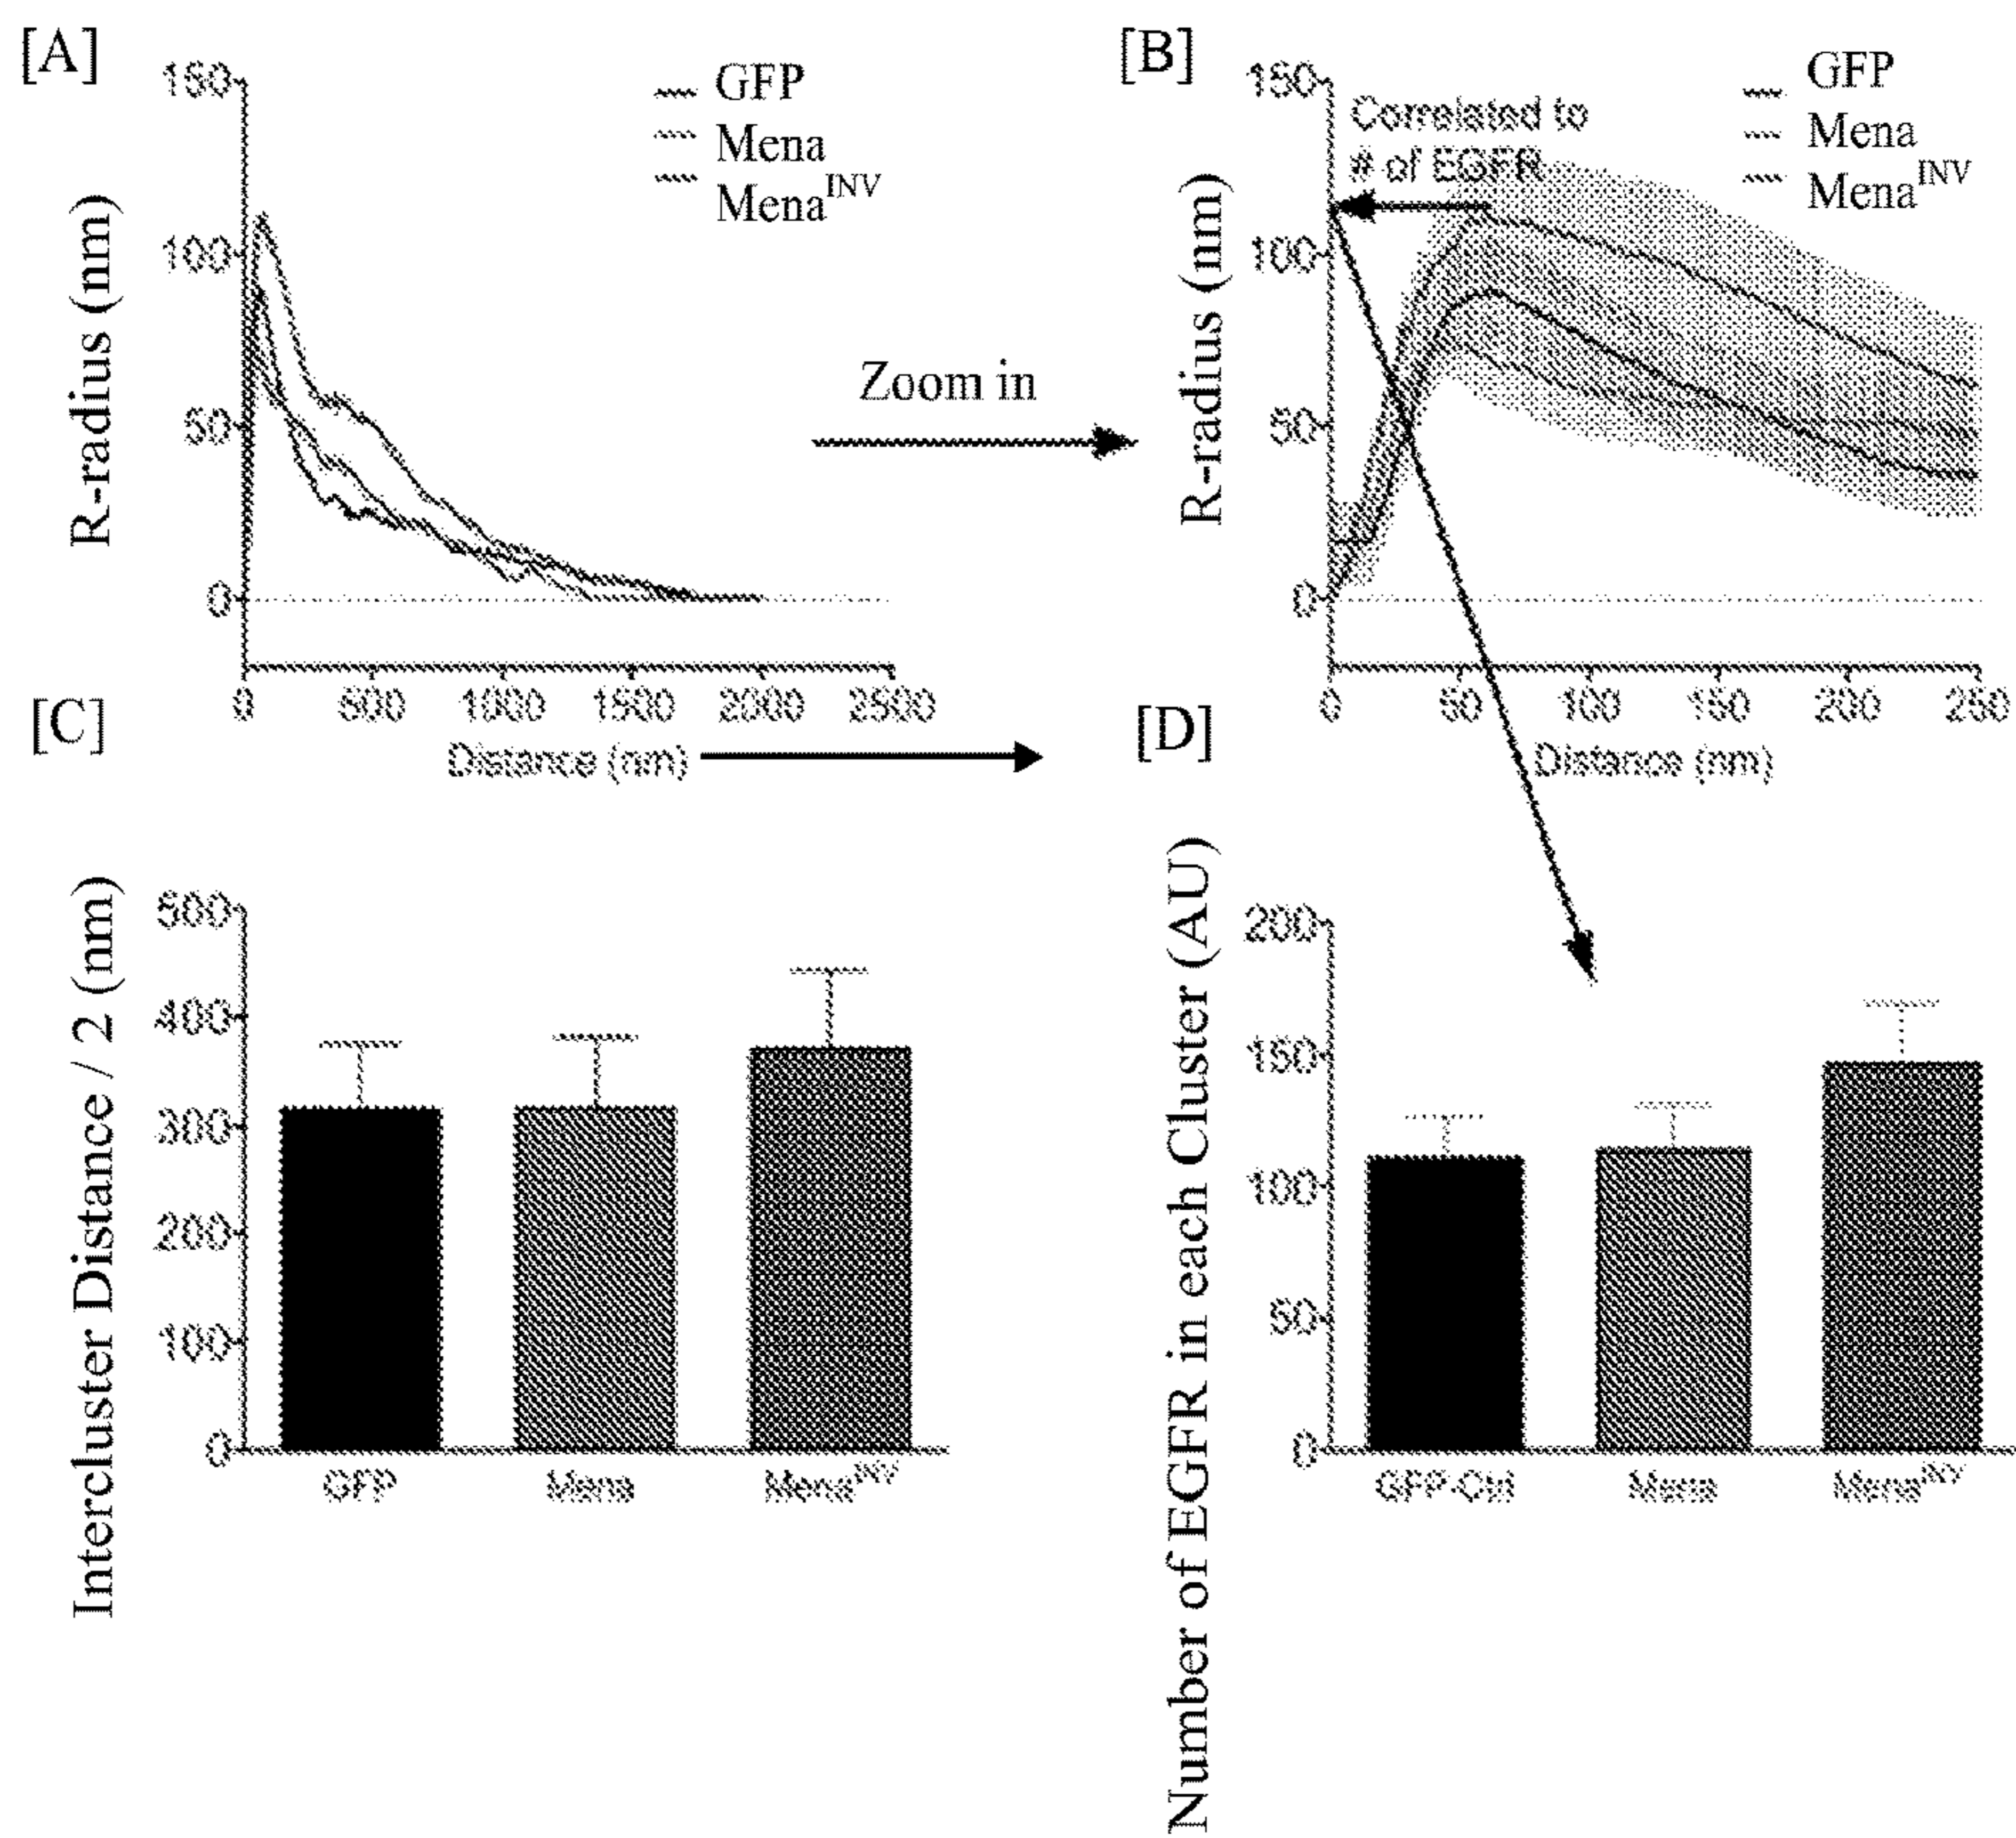 [A]
150
100
50
0
R-radius (nm)
GFP
Mena
Mena^INV
0 500 1000 1500 2000 2500
Distance (nm)
Zoom in
[B]
150
100
50
0
R-radius (nm)
Correlated to
# of EGFR
GFP
Mena
Mena^INV
0 50 100 150 200 250
Distance (nm)
[C]
500
400
300
200
100
0
Intercluster Distance / 2 (nm)
GFP Mena Mena^INV
[D]
200
150
100
50
0
Number of EGFR in each Cluster (AU)
GFP-Ctrl Mena Mena^INV